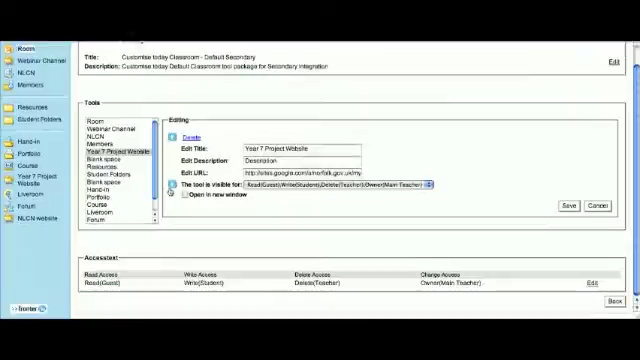 Room
Webinar Channel
NLCN
Members
Resources
Student Folders
Hand-in
Portfolio
Course
Year 7 Project
Website
Liveroom
Forum
NLCN website
fronter
Title: Customise today Classroom - Default Secondary
Description: Customise today Default Classroom tool package for Secondary Integration
Edit
Tools
Room
Webinar Channel
NLCN
Members
Year 7 Project Website
Blank space
Resources
Student Folders
Blank space
Hand-in
Portfolio
Course
Liveroom
Forum
Editing
Delete
Edit Title: Year 7 Project Website
Edit Description: Description
Edit URL:
The tool is visible for: Read(Guest)/Write(Student)/Delete(Teacher)/Owner(Main Teacher)
Open in new window
Save Cancel
Accesstext
Read Access Write Access Delete Access Change Access
Read(Guest) Write(Student) Delete(Teacher) Owner(Main Teacher) Edit
Back